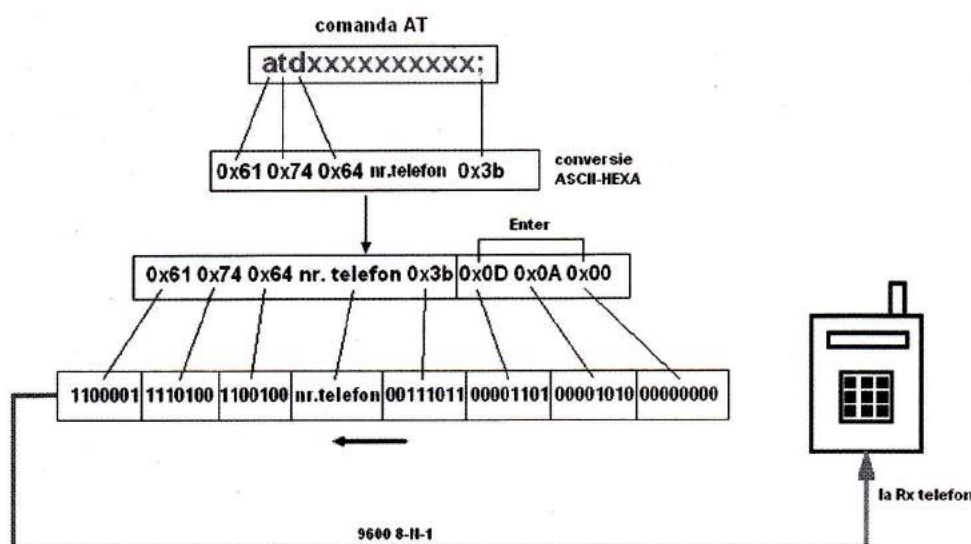 comanda AT
atdxxxxxxxxxx;
0x61 0x74 0x64 nr.telefon 0x3b
conversie
ASCII-HEXA
Enter
0x61 0x74 0x64 nr. telefon 0x3b 0x0D 0x0A 0x00
1100001 1110100 1100100 nr.telefon 00111011 00001101 00001010 00000000
la Rx telefon
9600 8-N-1